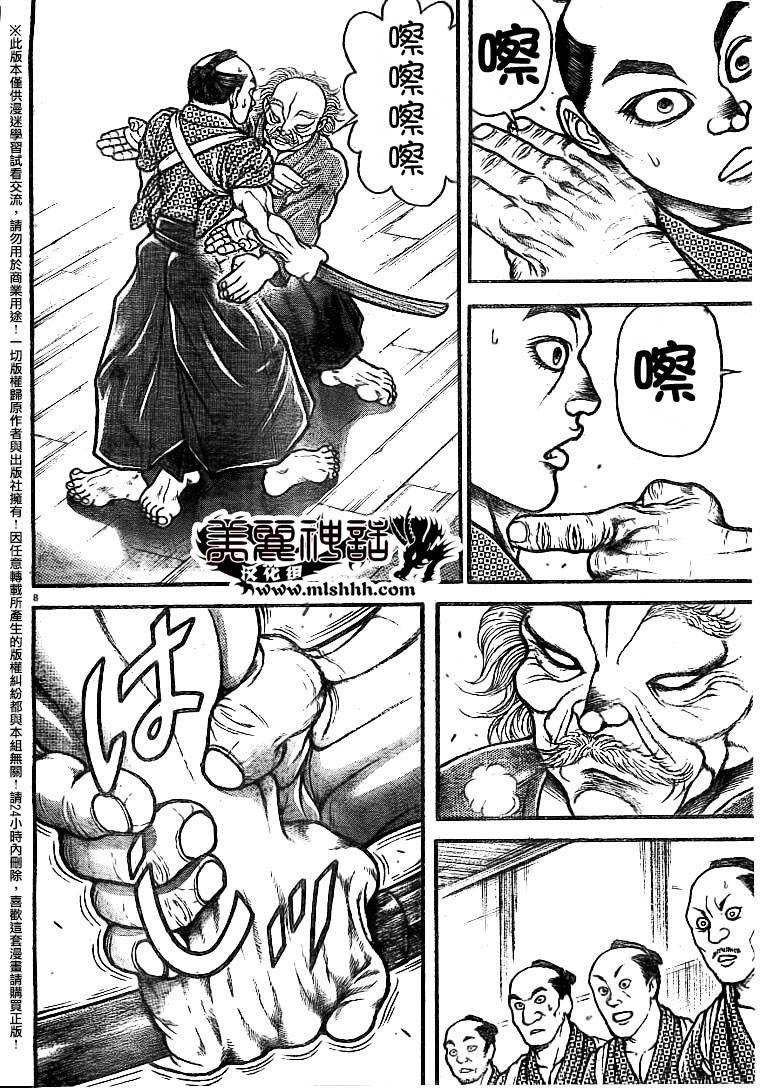 嚓
嚓
嚓嚓嚓嚓
美麗神話
汉化组
www.mlshhh.com
はしッ
8
※此版本僅供漫迷學習試看交流，請勿用於商業用途！一切版權歸原作者與出版社擁有！因任意轉載所產生的版權糾紛都與本組無關！請24小時內刪除，喜歡這套漫畫請購買正版！